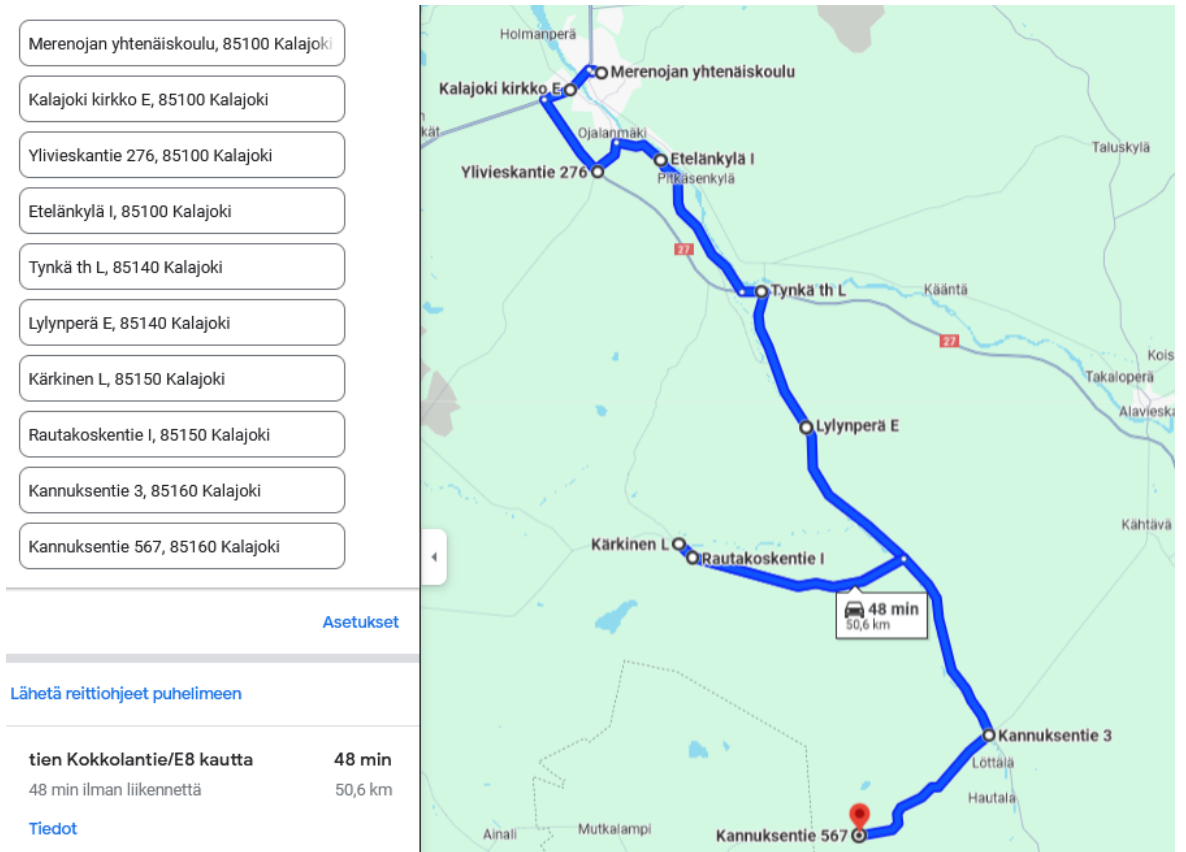 Merenojan yhtenäiskoulu, 85100 Kalajoki
Kalajoki kirkko E, 85100 Kalajoki
Ylivieskantie 276, 85100 Kalajoki
Etelänkylä I, 85100 Kalajoki
Tynkä th L, 85140 Kalajoki
Lylynperä E, 85140 Kalajoki
Kärkinen L, 85150 Kalajoki
Rautakoskentie I, 85150 Kalajoki
Kannuksentie 3, 85160 Kalajoki
Kannuksentie 567, 85160 Kalajoki
Asetukset
Lähetä reittiohjeet puhelimeen
tien Kokkolantie/E8 kautta 48 min
48 min ilman liikennettä 50,6 km
Tiedot
Holmanperä
Merenojan yhtenäiskoulu
Kalajoki kirkko E
kät
Ojalanmäki
Taluskylä
Etelänkylä I
Ylivieskantie 276
Pitkäsenkylä
27
Tynkä th L
Kääntä
27
Kois
Takaloperä
Alavieska
Lylynperä E
Kähtävä
Kärkinen L
Rautakoskentie I
48 min
50,6 km
Kannuksentie 3
Löttälä
Hautala
Ainali
Mutkalampi
Kannuksentie 567